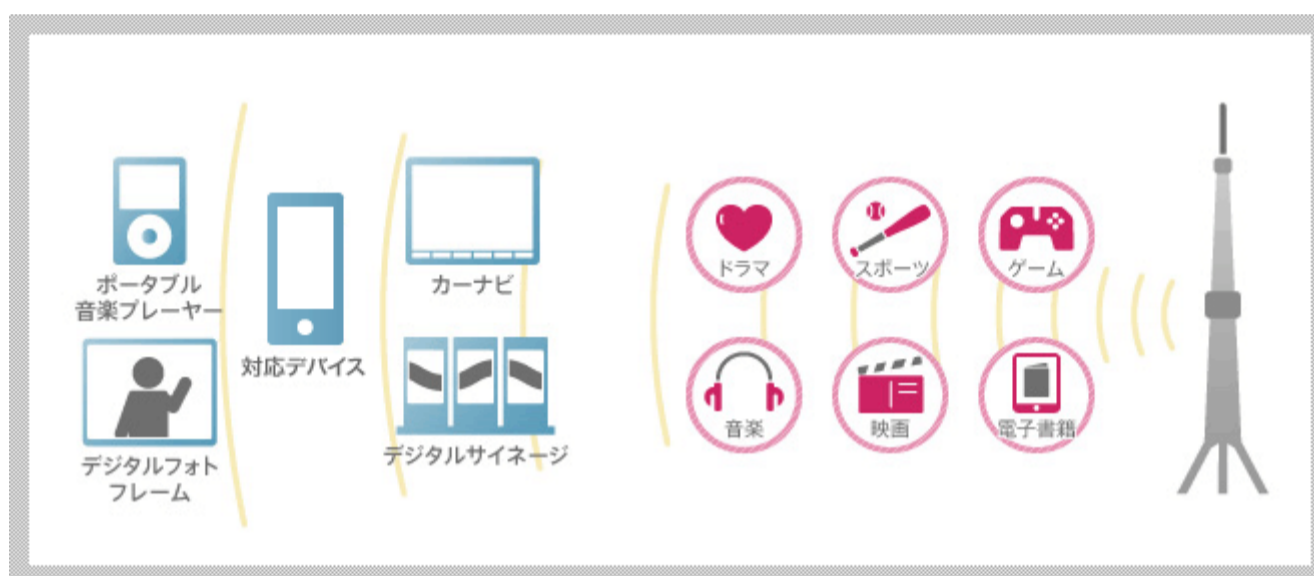 ポータブル
音楽プレーヤー
デジタルフォト
フレーム
対応デバイス
カーナビ
デジタルサイネージ
ドラマ
スポーツ
ゲーム
音楽
映画
電子書籍